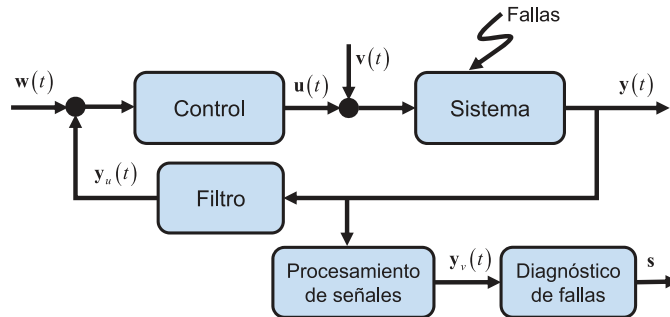 Fallas
w(t)
Control
u(t)
v(t)
Sistema
y(t)
y_u(t)
Filtro
Procesamiento
de señales
y_v(t)
Diagnóstico
de fallas
s